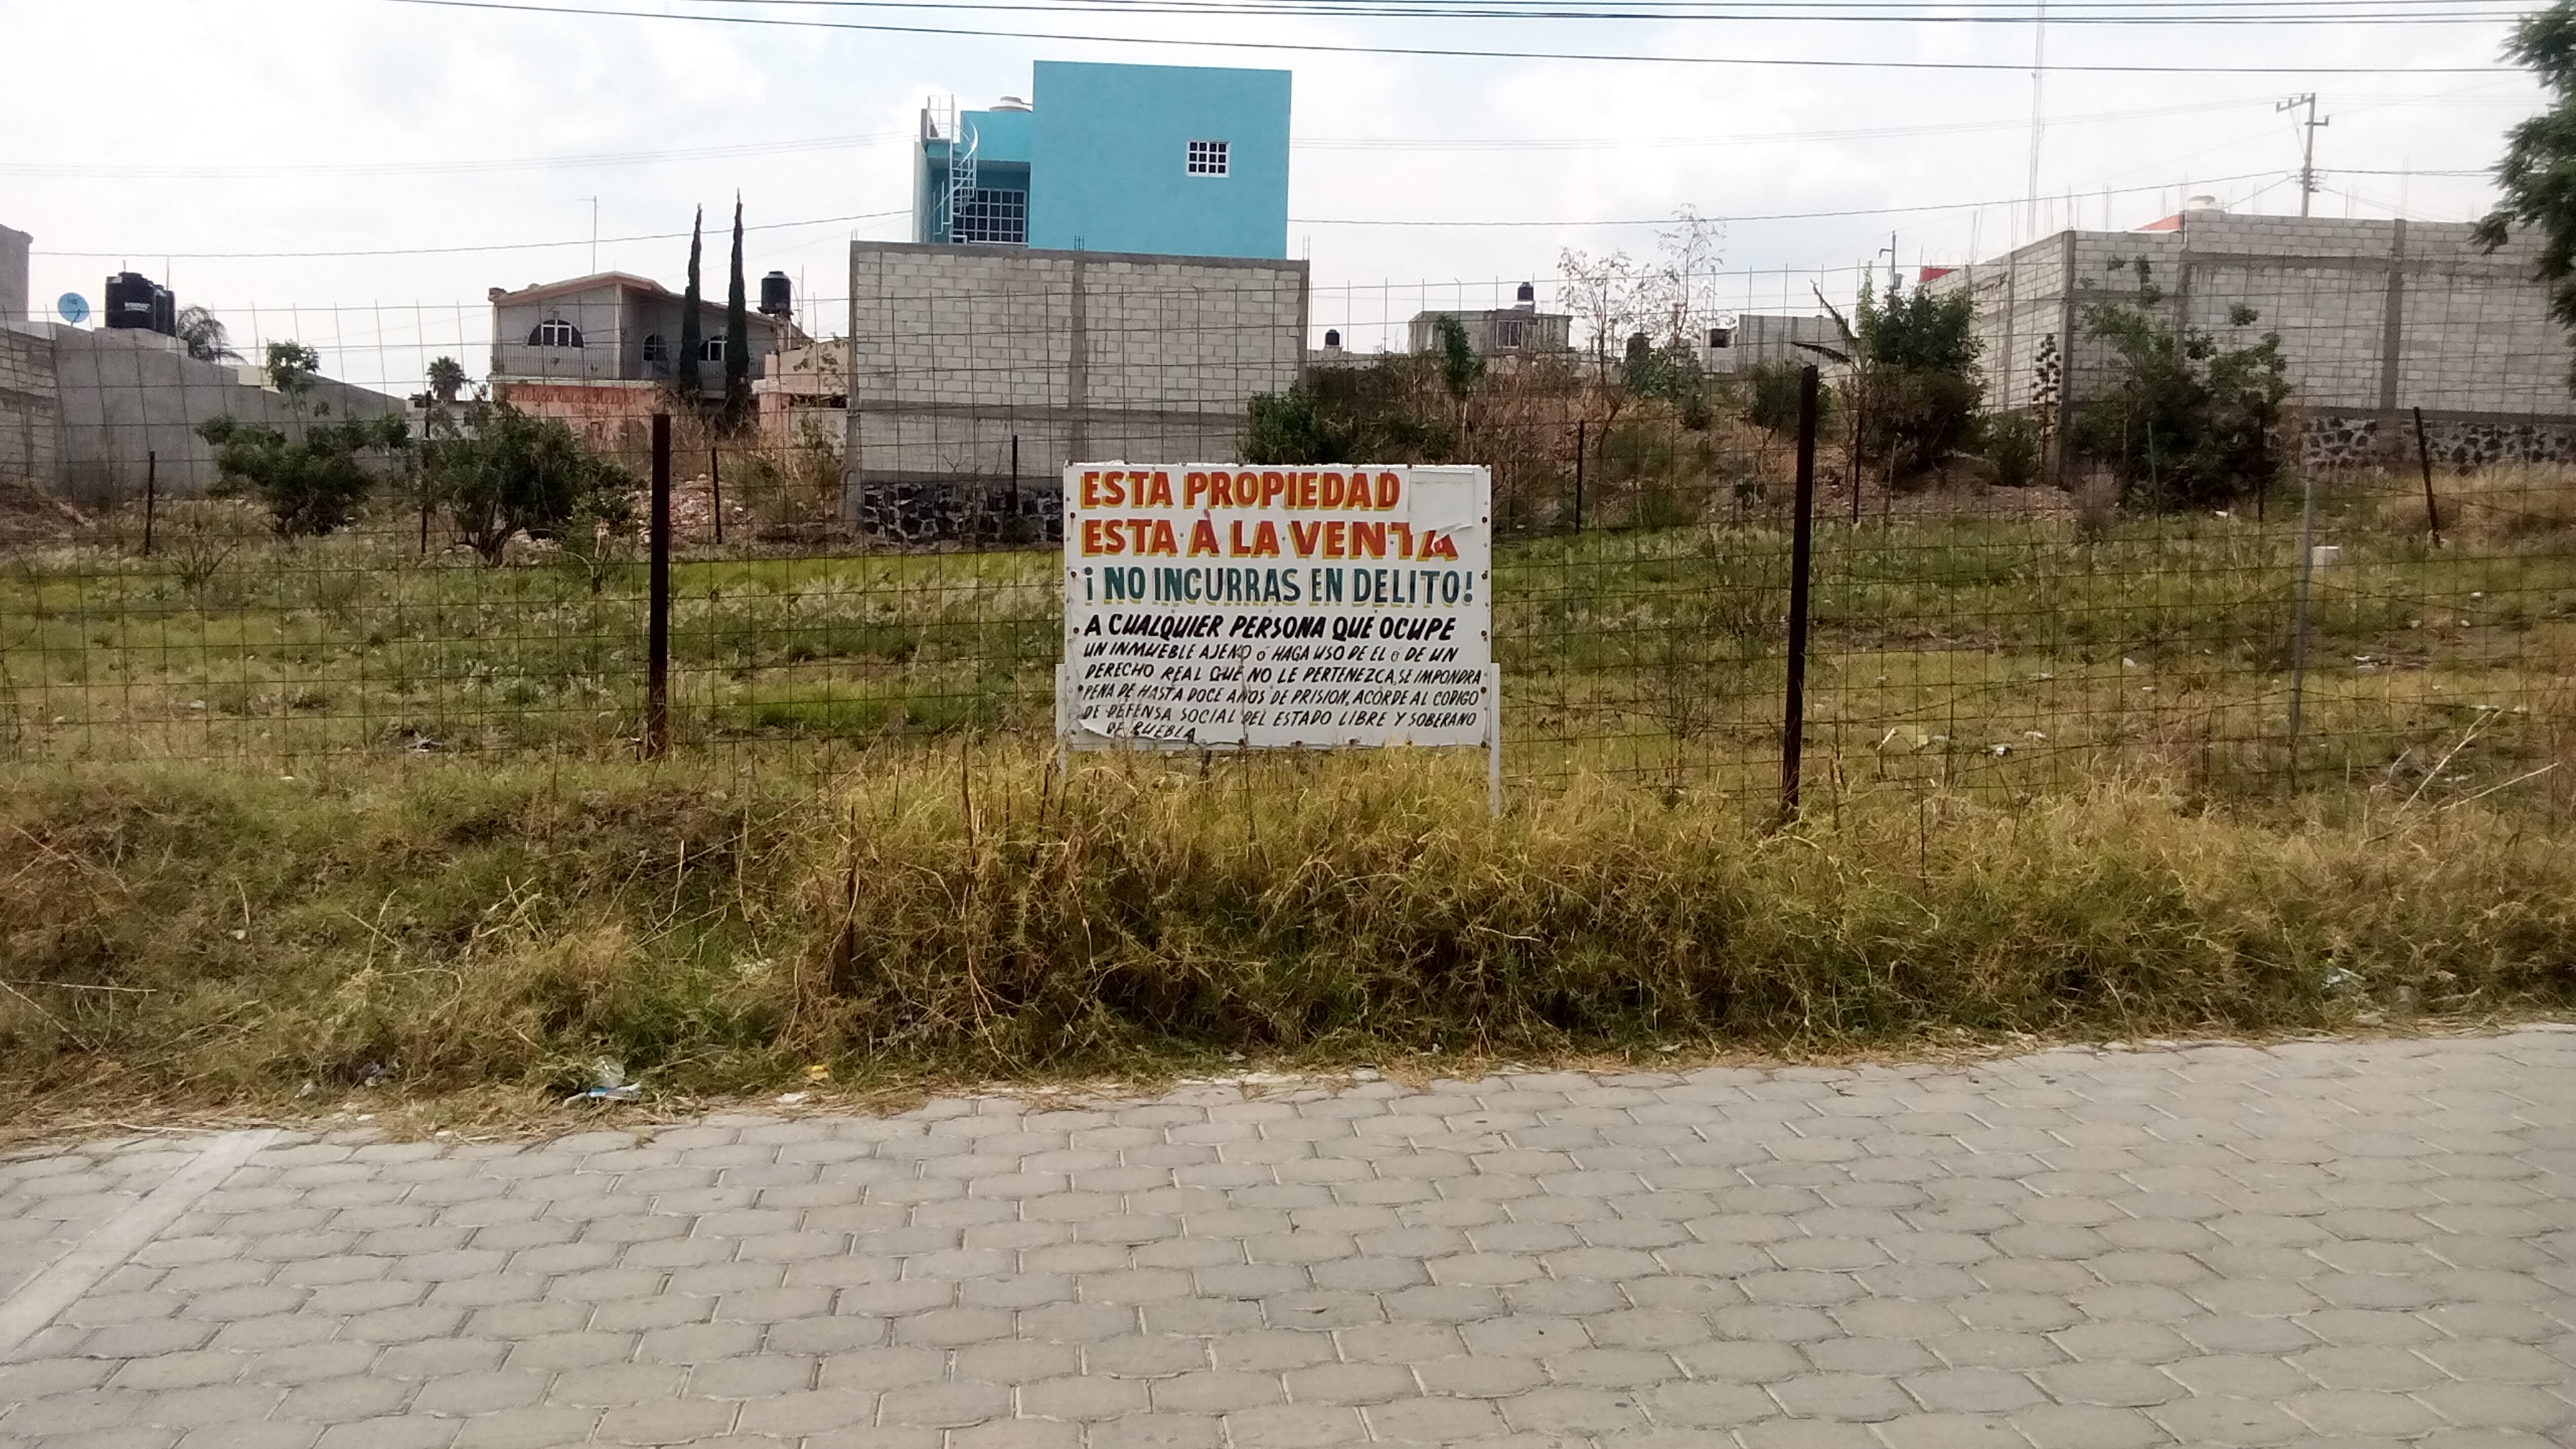 ESTA PROPIEDAD
ESTA A LA VENTA
¡NO INCURRAS EN DELITO!
A CUALQUIER PERSONA QUE OCUPE
UN INMUEBLE AJENO ó HAGA USO DE EL ó DE UN
DERECHO REAL QUE NO LE PERTENEZCA, SE IMPONDRA
PENA DE HASTA DOCE AÑOS DE PRISION, ACORDE AL CODIGO
DE DEFENSA SOCIAL DEL ESTADO LIBRE Y SOBERANO
DE PUEBLA